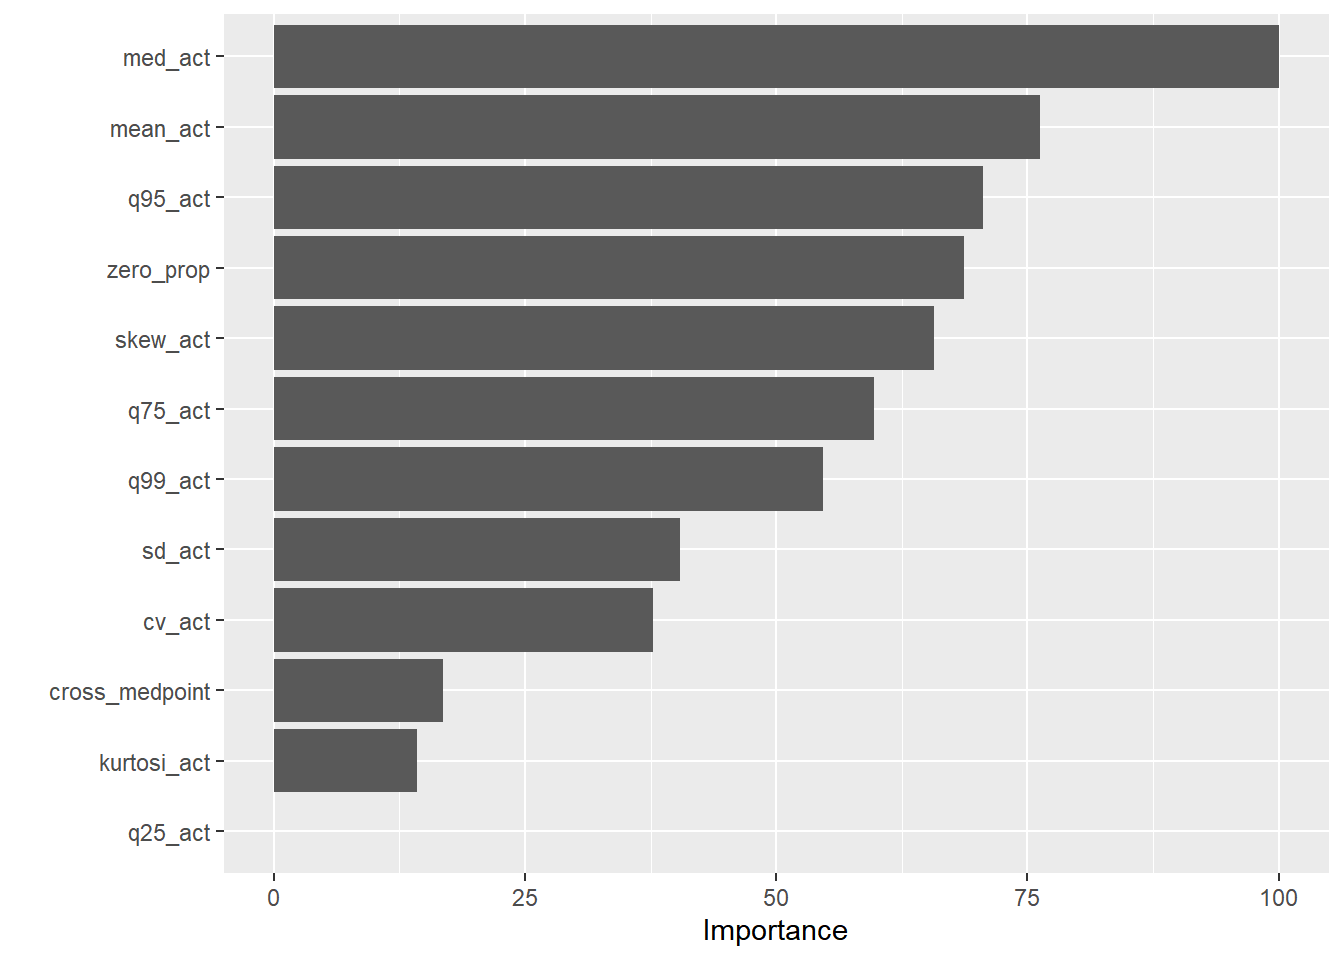 med_act
mean_act
q95_act
zero_prop
skew_act
q75_act
q99_act
sd_act
cv_act
cross_medpoint
kurtosi_act
q25_act
0 25 50 75 100
Importance